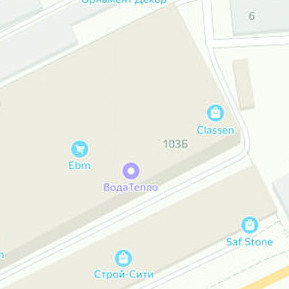 Орнамент Декор
6
Classen
103Б
Ebm
ВодаТепло
Saf Stone
Строй-Сити